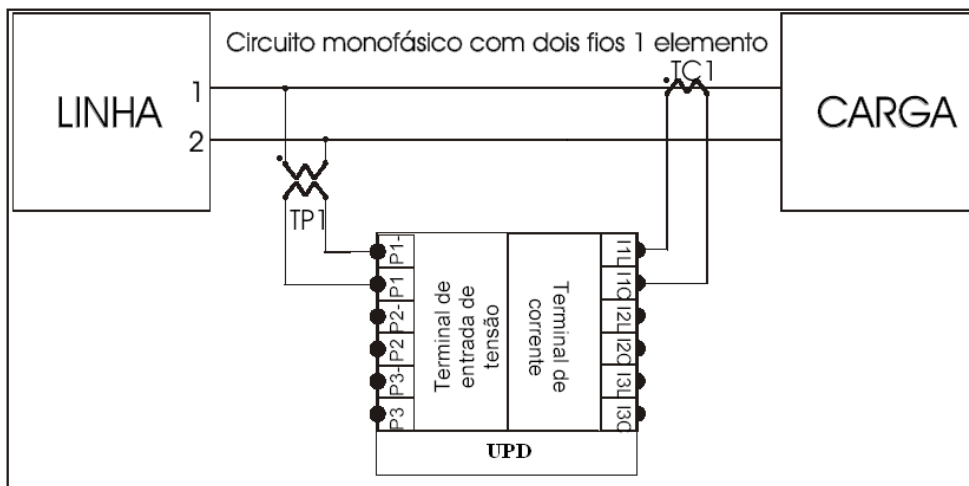 Circuito monofásico com dois fios 1 elemento
TC1
LINHA
1
2
CARGA
TP1
P1-
P1
P2-
P2
P3-
P3
Terminal de
entrada de
tensão
Terminal de
corrente
I1L
I1C
I2L
I2C
I3L
I3C
UPD